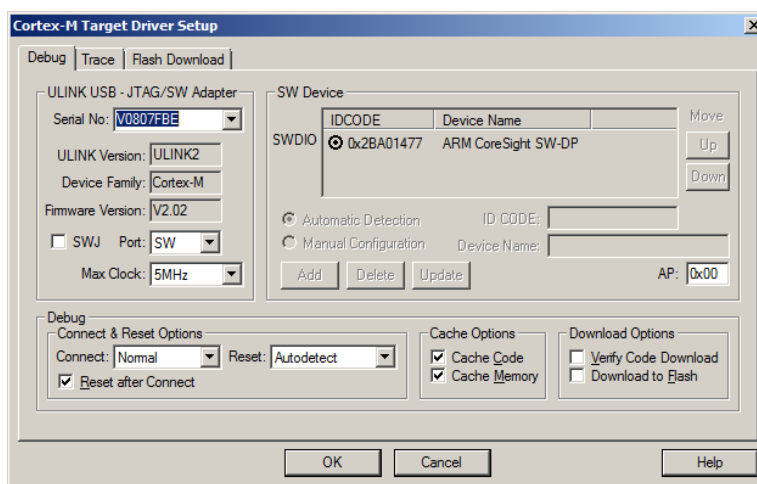 Cortex-M Target Driver Setup
Debug Trace Flash Download
ULINK USB - JTAG/SW Adapter
Serial No: V0807FBE
ULINK Version: ULINK2
Device Family: Cortex-M
Firmware Version: V2.02
SWJ Port: SW
Max Clock: 5MHz
SW Device
IDCODE Device Name Move
SWDIO 0x2BA01477 ARM CoreSight SW-DP Up
Down
Automatic Detection ID CODE:
Manual Configuration Device Name:
Add Delete Update AP: 0x00
Debug
Connect & Reset Options
Connect: Normal Reset: Autodetect
Reset after Connect
Cache Options
Cache Code
Cache Memory
Download Options
Verify Code Download
Download to Flash
OK Cancel Help